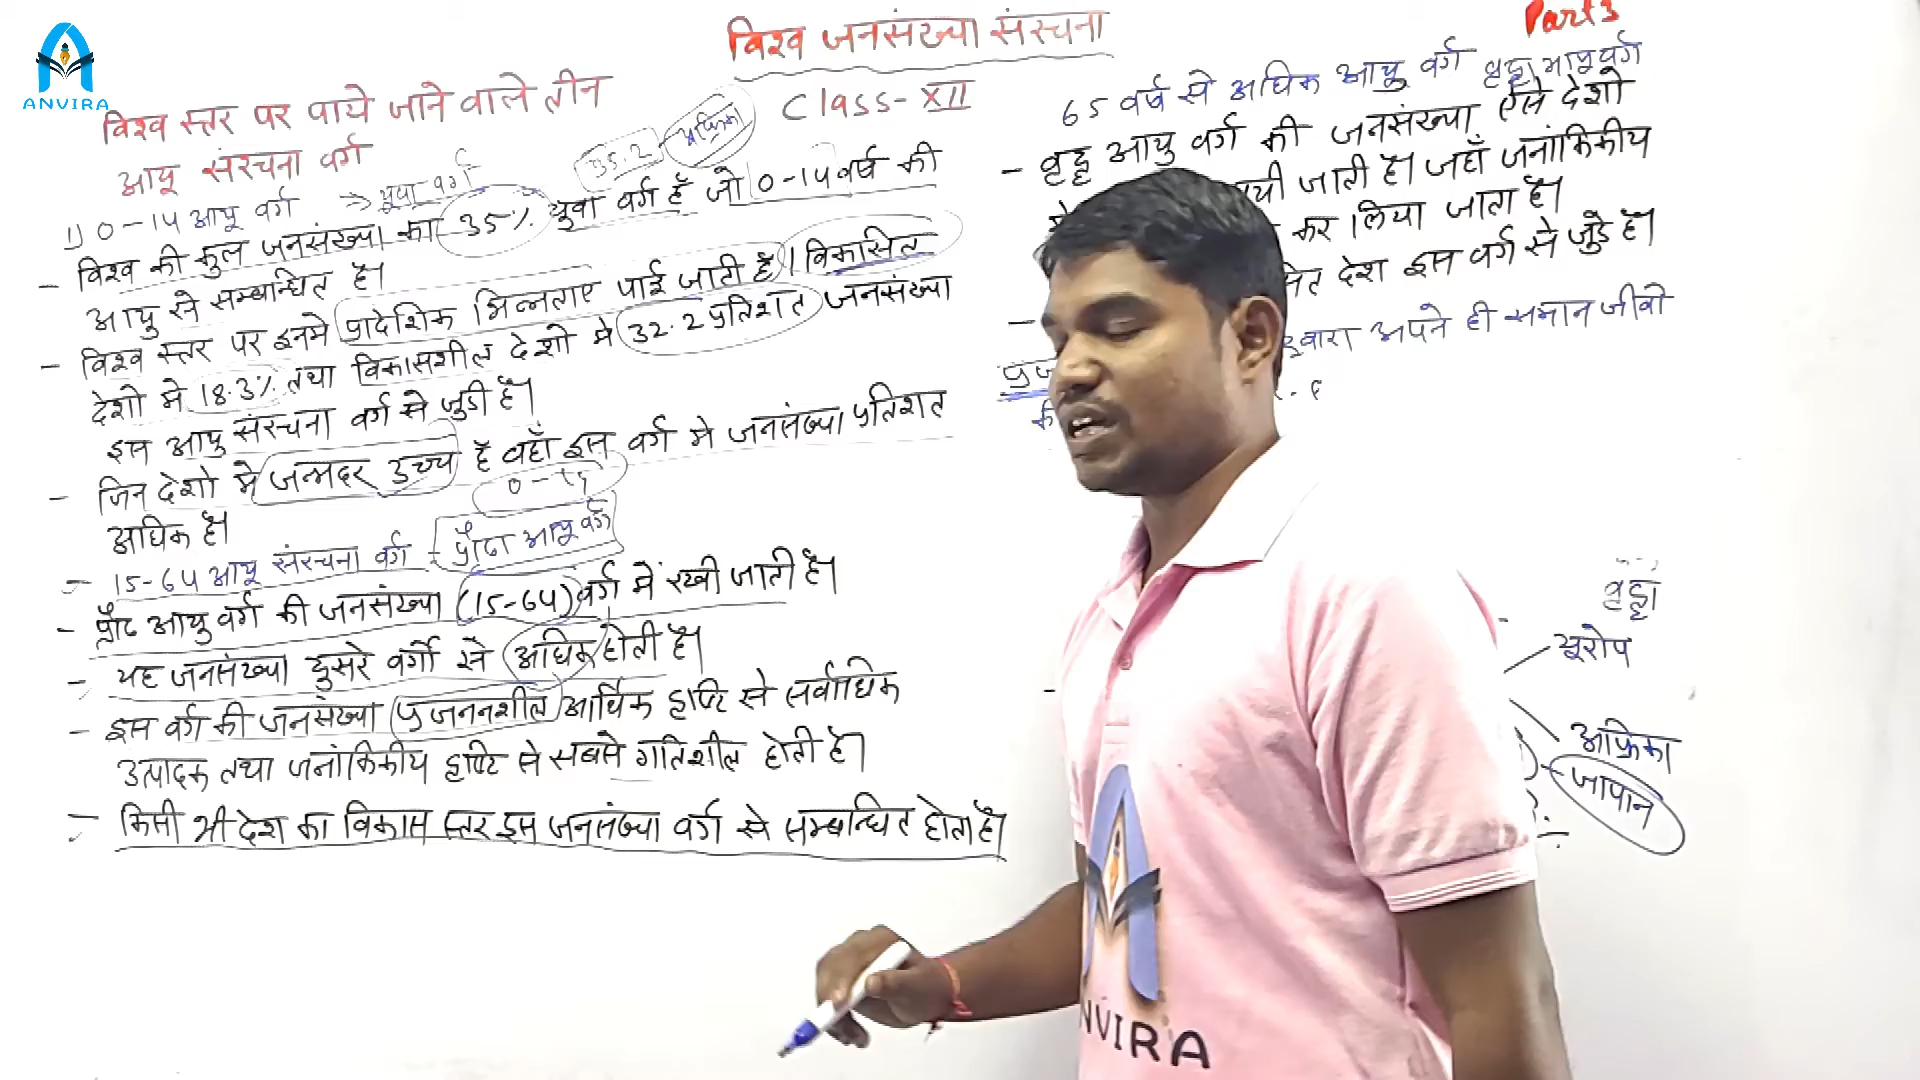 ANVIRA
विश्व जनसंख्या संरचना
Part 3
Class-XII
विश्व स्तर पर पाये जाने वाले तीन
आयु संरचना वर्ग
35.2 अफ्रिका
1) 0-14 आयु वर्ग ⇒ युवा वर्ग
- विश्व की कुल जनसंख्या का 35% युवा वर्ग हैं जो 0-14 वर्ष की
आयु से सम्बन्धित है।
- विश्व स्तर पर इनमे प्रादेशिक भिन्नताए पाई जाती है। विकासित
देशो मे 18.3% तथा विकासशील देशो मे 32.2 प्रतिशत जनसंख्या
इस आयु संरचना वर्ग से जुडी है।
- जिन देशो मे जन्मदर उच्च है वहाँ इस वर्ग मे जनसंख्या प्रतिशत
अधिक है।
- 15-64 आयु संरचना वर्ग - प्रौढा आयु वर्ग
- प्रौढ आयु वर्ग की जनसंख्या (15-64) वर्ग में रखी जाती है।
- यह जनसंख्या दुसरे वर्गो से अधिक होती है।
- इस वर्ग की जनसंख्या प्रजननशील आर्थिक दृष्टि से सर्वाधिक
उत्पादक तथा जनांकिकीय दृष्टि से सबसे गतिशील होती है।
- किसी भी देश का विकास स्तर इस जनसंख्या वर्ग से सम्बन्धित होता है।
65 वर्ष से अधिक आयु वर्ग वृद्धा आयु वर्ग
- वृद्ध आयु वर्ग की जनसंख्या ऐसे देशो
जाती है। जहाँ जनांकिकीय
कर लिया जाता है।
देश इस वर्ग से जुडे है।
अपने ही समान जीवो
वृद्धा
यूरोप
अफ्रिका
जापान
ANVIRA